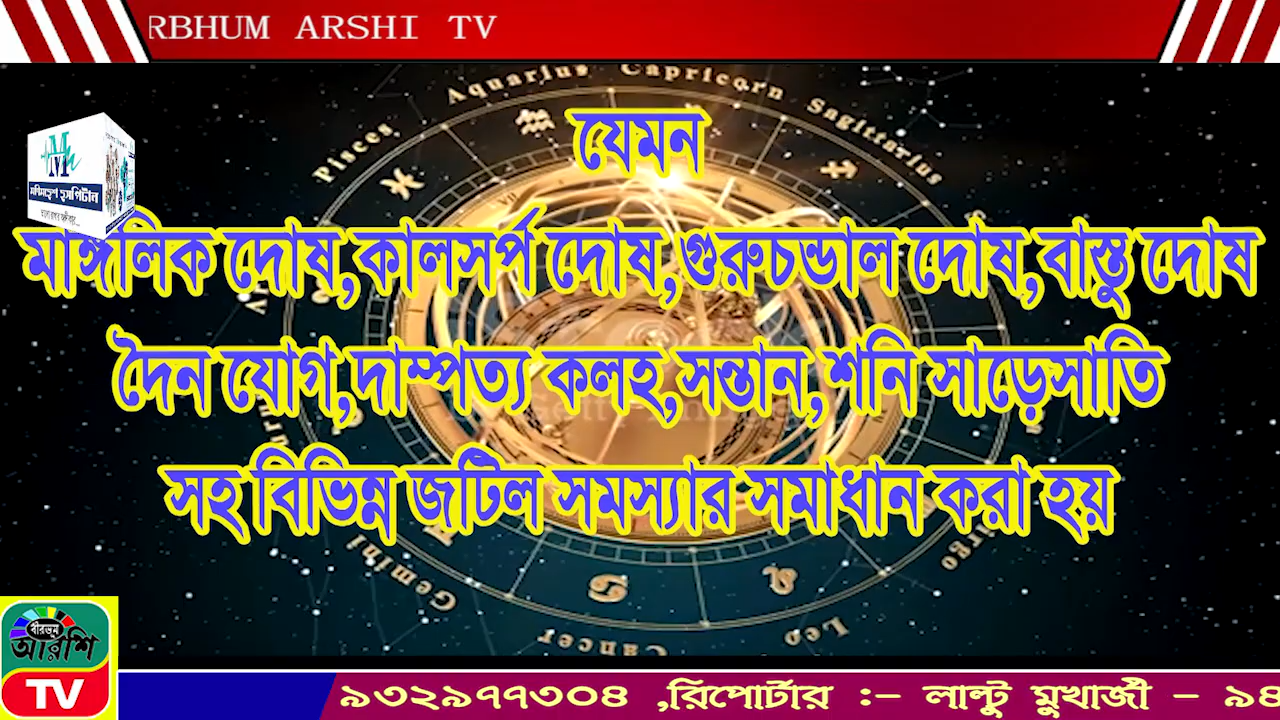 RBHUM ARSHI TV
Aquarius Capricorn Sagittarius
Pisces
যেমন
M
মাঙ্গলিক দোষ,কালসর্প দোষ,গুরুচন্ডাল দোষ,বাস্তু দোষ
দৈন যোগ,দাম্পত্য কলহ,সন্তান,শনি সাড়েসাতি
সহ বিভিন্ন জটিল সমস্যার সমাধান করা হয়
Gemini
Cancer
Leo
বীরভূম
আরশি
TV
৯৩২৯৭৭৩০৪ ,রিপোর্টার :- লাল্টু মুখার্জী - ৯৪